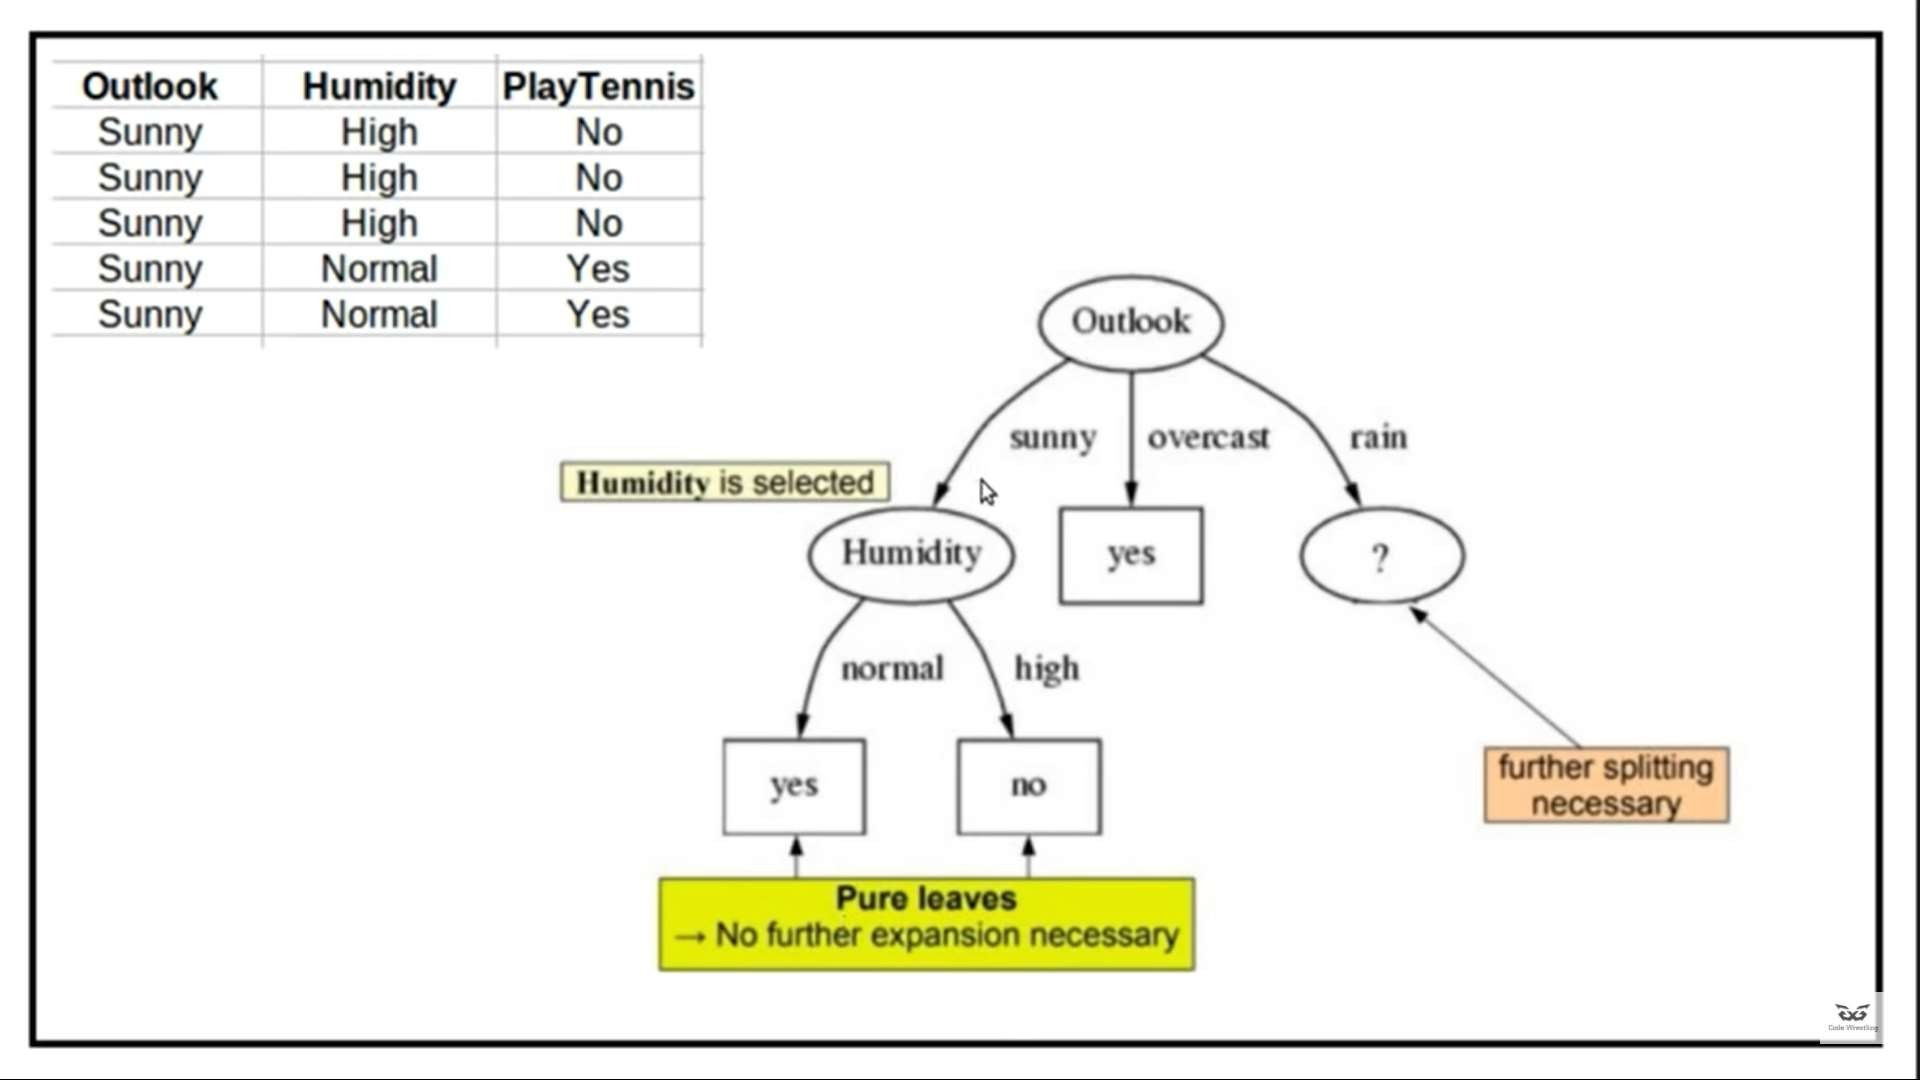 Outlook Humidity PlayTennis
Sunny High No
Sunny High No
Sunny High No
Sunny Normal Yes
Sunny Normal Yes
Outlook
sunny overcast rain
Humidity is selected
Humidity yes ?
normal high
yes no
further splitting
necessary
Pure leaves
→ No further expansion necessary
Code Wrestling